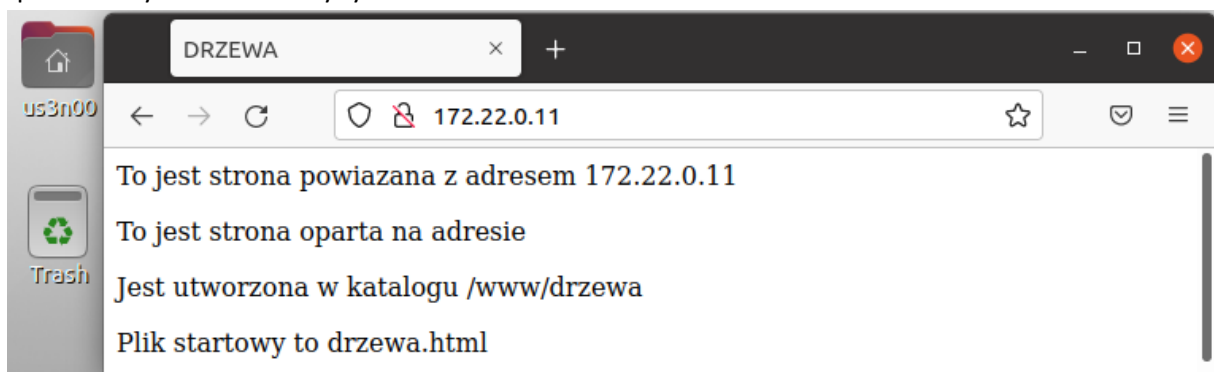 DRZEWA
us3n00
172.22.0.11
To jest strona powiazana z adresem 172.22.0.11
To jest strona oparta na adresie
Trash
Jest utworzona w katalogu /www/drzewa
Plik startowy to drzewa.html